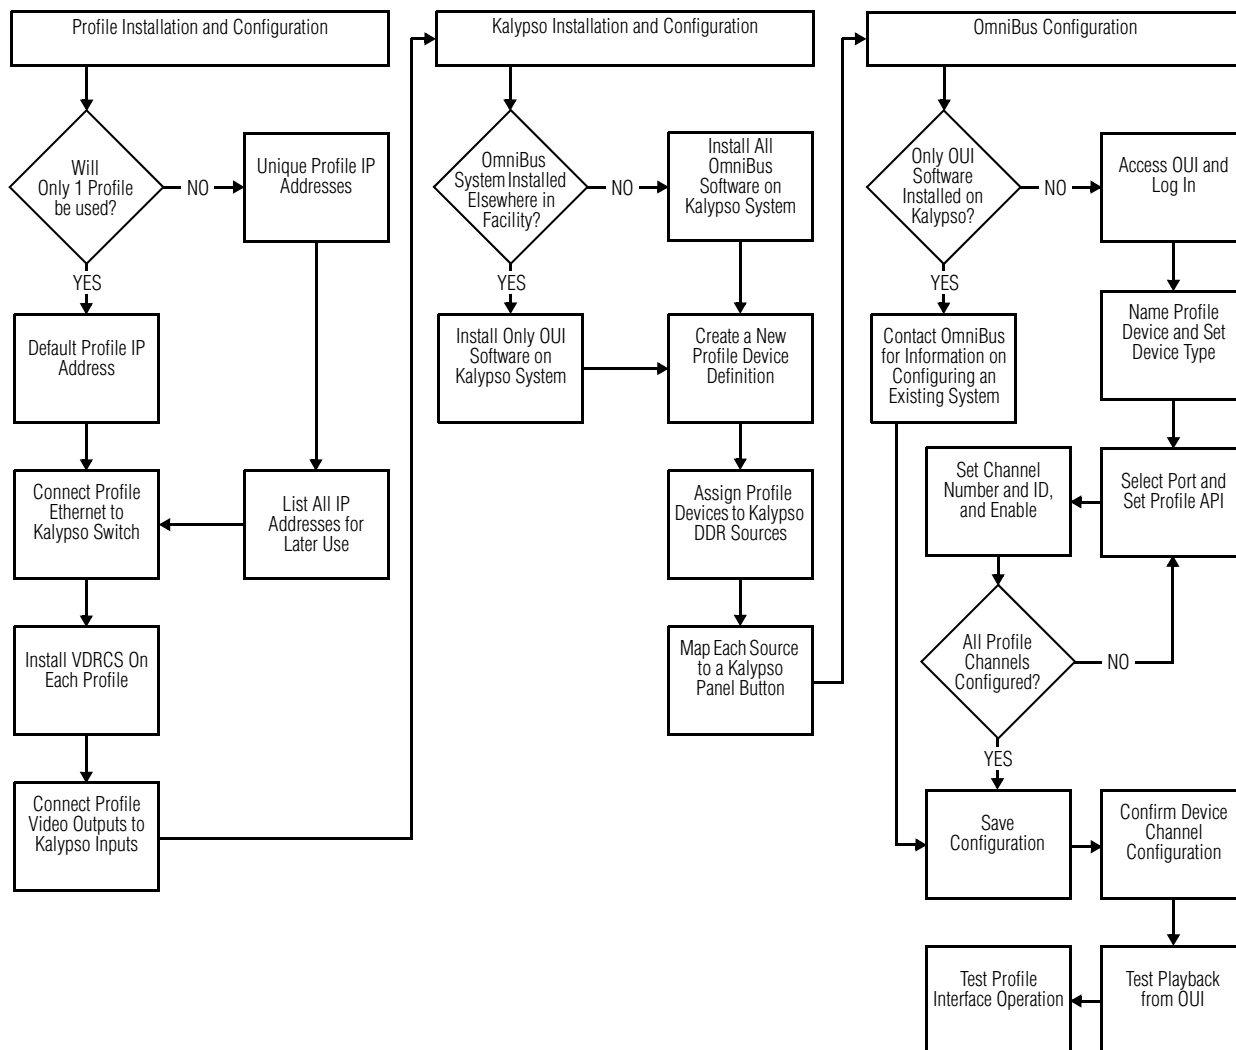 Profile Installation and Configuration
Will
Only 1 Profile
be used?
NO
Unique Profile IP
Addresses
YES
Default Profile IP
Address
Connect Profile
Ethernet to
Kalypso Switch
List All IP
Addresses for
Later Use
Install VDRCS On
Each Profile
Connect Profile
Video Outputs to
Kalypso Inputs
Kalypso Installation and Configuration
OmniBus
System Installed
Elsewhere in
Facility?
NO
Install All
OmniBus
Software on
Kalypso System
YES
Install Only OUI
Software on
Kalypso System
Create a New
Profile Device
Definition
Assign Profile
Devices to Kalypso
DDR Sources
Map Each Source
to a Kalypso
Panel Button
OmniBus Configuration
Only OUI
Software
Installed on
Kalypso?
NO
Access OUI and
Log In
YES
Contact OmniBus
for Information on
Configuring an
Existing System
Name Profile
Device and Set
Device Type
Select Port and
Set Profile API
Set Channel
Number and ID,
and Enable
All Profile
Channels
Configured?
NO
YES
Save
Configuration
Confirm Device
Channel
Configuration
Test Playback
from OUI
Test Profile
Interface Operation